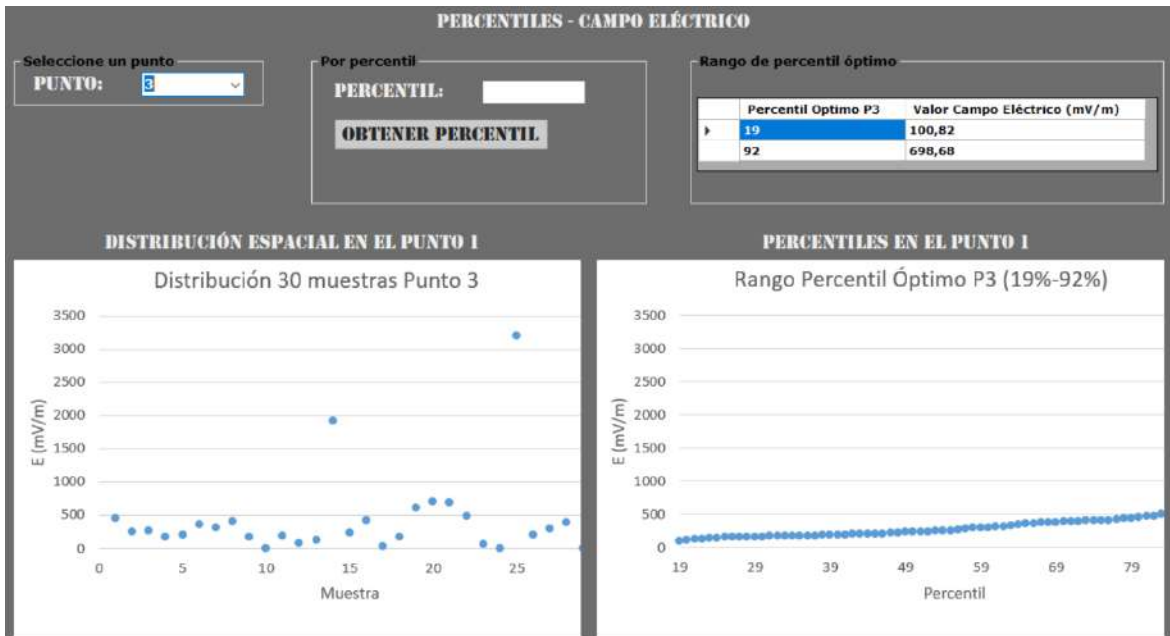 PERCENTILES - CAMPO ELÉCTRICO
Seleccione un punto
PUNTO:
3
Por percentil
PERCENTIL:
OBTENER PERCENTIL
Rango de percentil óptimo
Percentil Optimo P3 Valor Campo Eléctrico (mV/m)
19 100,82
92 698,68
DISTRIBUCIÓN ESPACIAL EN EL PUNTO 1
Distribución 30 muestras Punto 3
E (mV/m)
3500
3000
2500
2000
1500
1000
500
0
0 5 10 15 20 25
Muestra
PERCENTILES EN EL PUNTO 1
Rango Percentil Óptimo P3 (19%-92%)
E (mV/m)
3500
3000
2500
2000
1500
1000
500
0
19 29 39 49 59 69 79
Percentil